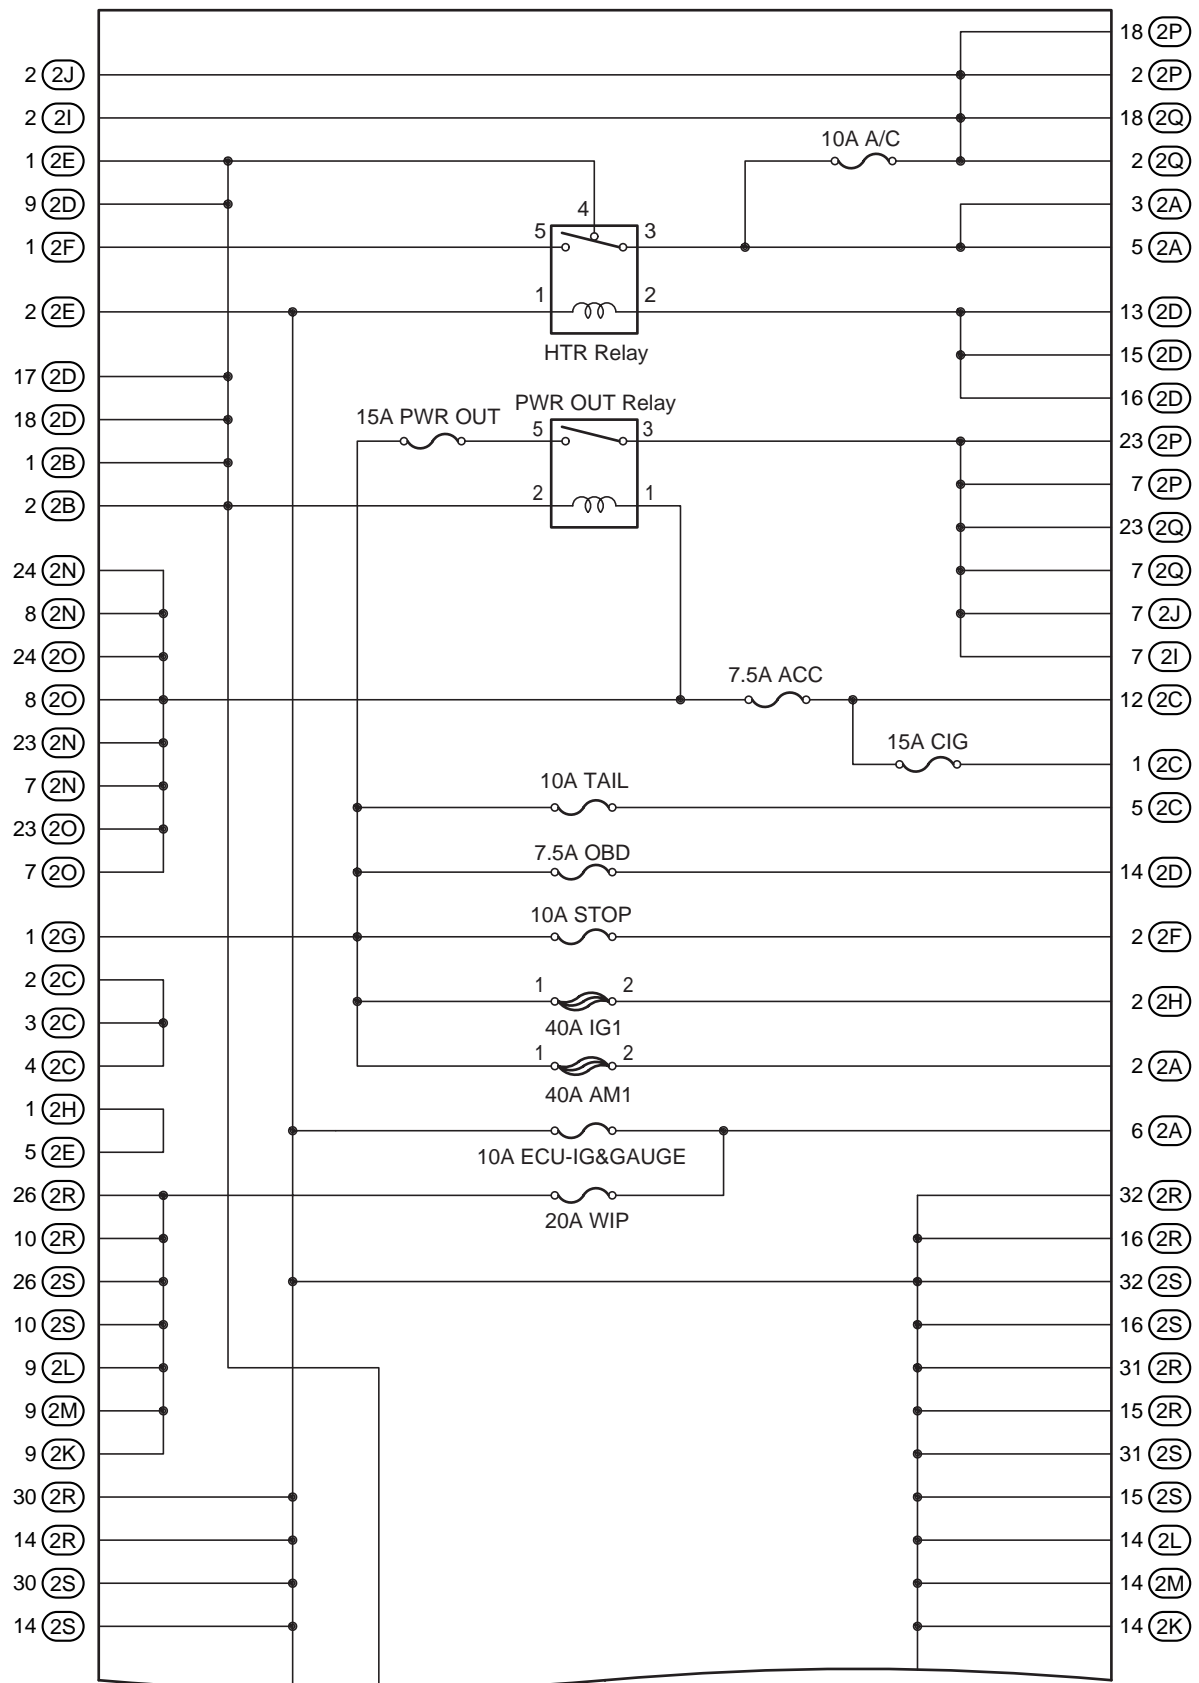 18 2P
2 2J
2 2P
2 2I
18 2Q
10A A/C
1 2E
2 2Q
9 2D
4
3 2A
1 2F
5
3
5 2A
2 2E
1
2
13 2D
HTR Relay
15 2D
17 2D
16 2D
PWR OUT Relay
15A PWR OUT
18 2D
5
3
23 2P
1 2B
7 2P
2 2B
2
1
23 2Q
24 2N
7 2Q
8 2N
7 2J
24 2O
7 2I
7.5A ACC
8 2O
12 2C
23 2N
15A CIG
1 2C
7 2N
10A TAIL
5 2C
23 2O
7.5A OBD
7 2O
14 2D
10A STOP
1 2G
2 2F
2 2C
1
2
2 2H
3 2C
40A IG1
1
2
4 2C
2 2A
40A AM1
1 2H
6 2A
5 2E
10A ECU-IG&GAUGE
26 2R
32 2R
20A WIP
10 2R
16 2R
26 2S
32 2S
10 2S
16 2S
9 2L
31 2R
9 2M
15 2R
9 2K
31 2S
30 2R
15 2S
14 2R
14 2L
30 2S
14 2M
14 2S
14 2K